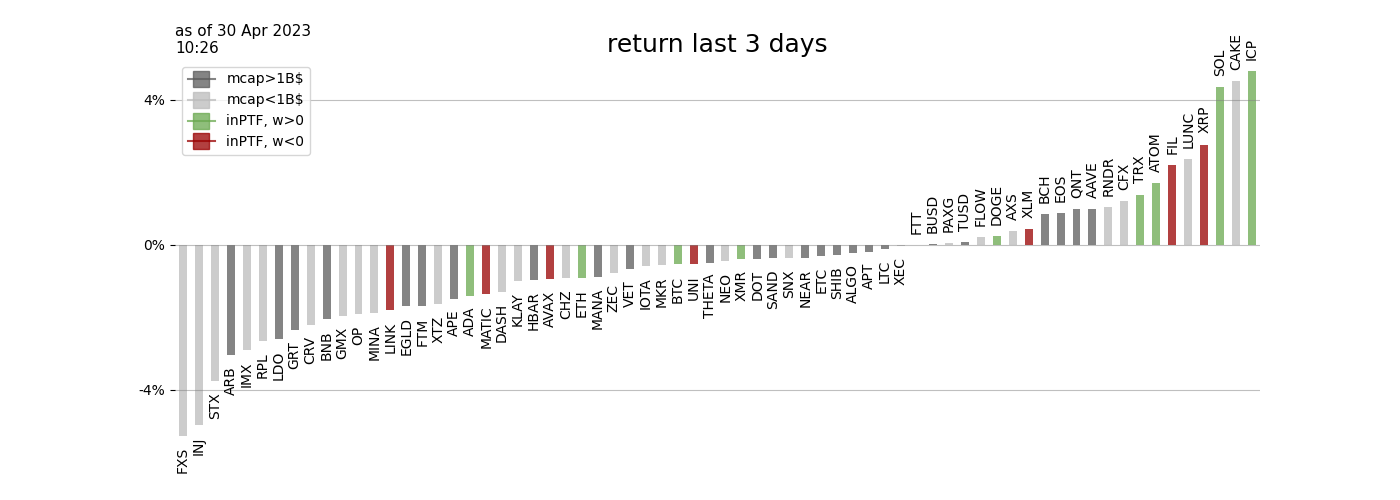 as of 30 Apr 2023
10:26
return last 3 days
mcap>1B$
mcap<1B$
inPTF, w>0
inPTF, w<0
4%
0%
-4%
FXS
INJ
STX
ARB
IMX
RPL
LDO
GRT
CRV
BNB
GMX
OP
MINA
LINK
EGLD
FTM
XTZ
APE
ADA
MATIC
DASH
KLAY
HBAR
AVAX
CHZ
ETH
MANA
ZEC
VET
IOTA
MKR
BTC
UNI
THETA
NEO
XMR
DOT
SAND
SNX
NEAR
ETC
SHIB
ALGO
APT
LTC
XEC
FTT
BUSD
PAXG
TUSD
FLOW
DOGE
AXS
XLM
BCH
EOS
QNT
AAVE
RNDR
CFX
TRX
ATOM
FIL
LUNC
XRP
SOL
CAKE
ICP